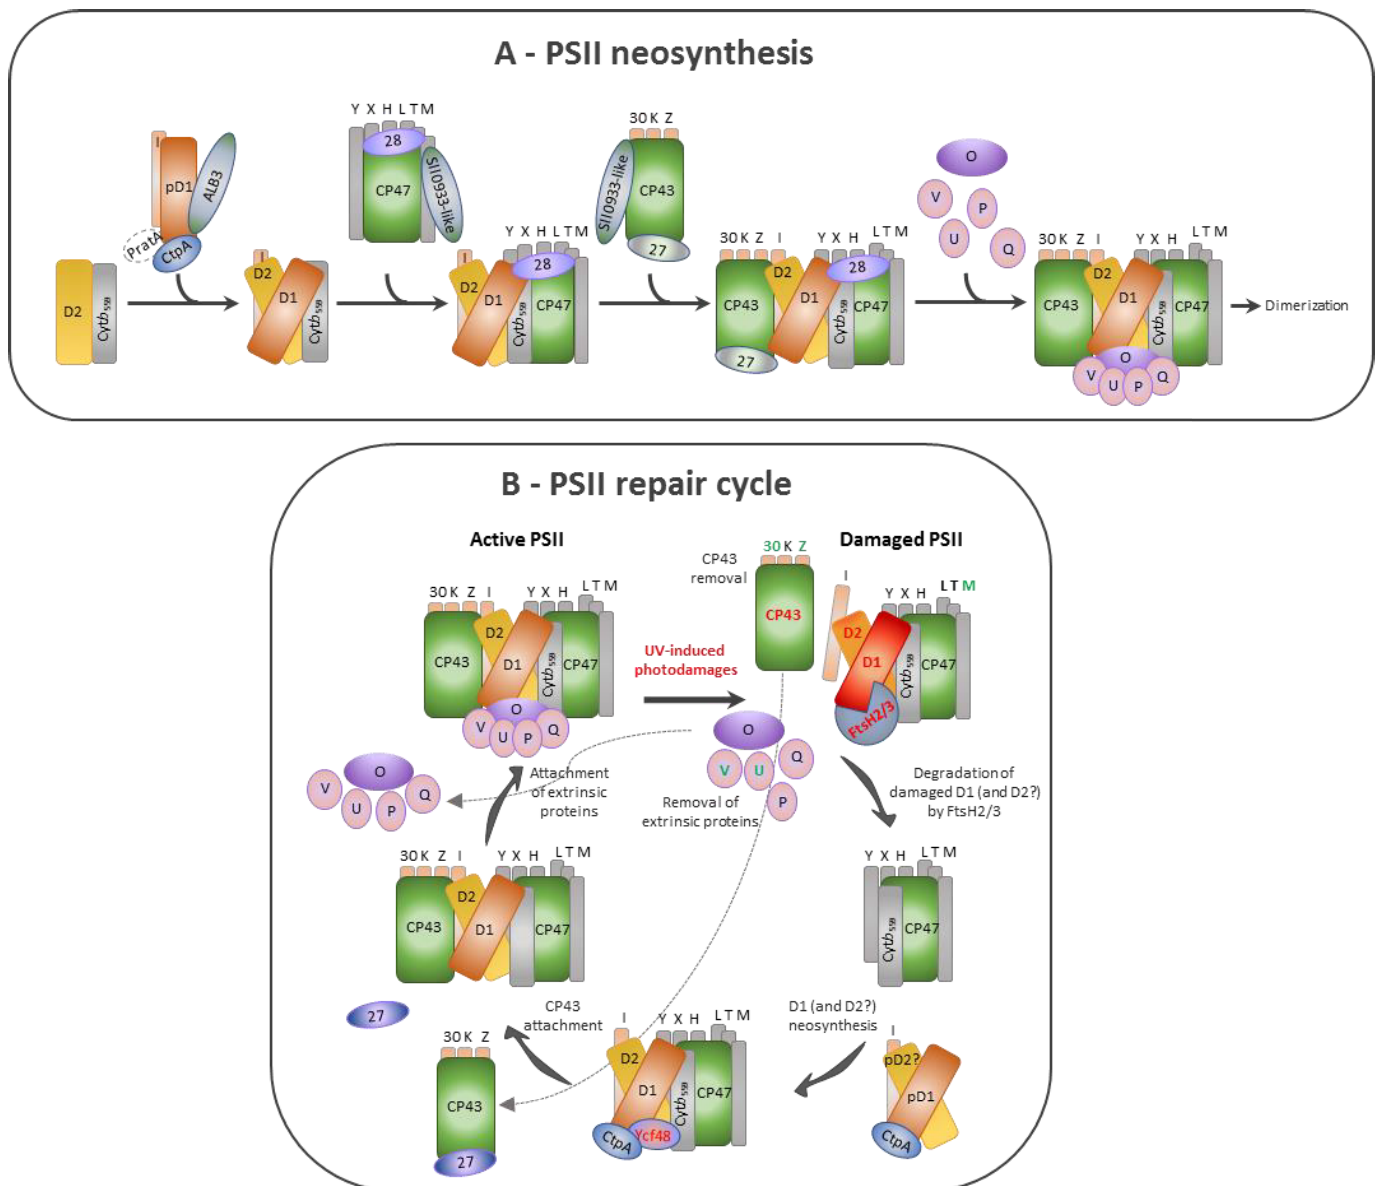 A - PSII neosynthesis
Y X H L T M
30 K Z
I
pD1
ALB3
28
CP47
Sll0933-like
Sll0933-like
CP43
27
O
V
P
U
Q
PratA
CtpA
D2
Cytb559
I
D2
D1
Cytb559
I
Y X H L T M
D2
D1
28
Cytb559
CP47
30 K Z I
Y X H L T M
CP43
D2
D1
28
Cytb559
CP47
27
30 K Z I
Y X H L T M
CP43
D2
D1
Cytb559
CP47
O
V
U
P
Q
Dimerization
B - PSII repair cycle
Active PSII
Damaged PSII
CP43
removal
30 K Z
CP43
I
Y X H L T M
D2
D1
Cytb559
CP47
FtsH2/3
30 K Z I
Y X H L T M
CP43
D2
D1
Cytb559
CP47
O
V
U
P
Q
UV-induced
photodamages
O
V
U
Q
P
Removal of
extrinsic proteins
Attachment
of extrinsic
proteins
O
V
U
P
Q
Degradation of
damaged D1 (and D2?)
by FtsH2/3
30 K Z I
Y X H L T M
CP43
D2
D1
CP47
Y X H L T M
Cytb559
CP47
27
CP43
attachment
D1 (and D2?)
neosynthesis
30 K Z
CP43
27
I
Y X H L T M
D2
D1
Cytb559
CP47
CtpA
Ycf48
I
pD2?
pD1
CtpA